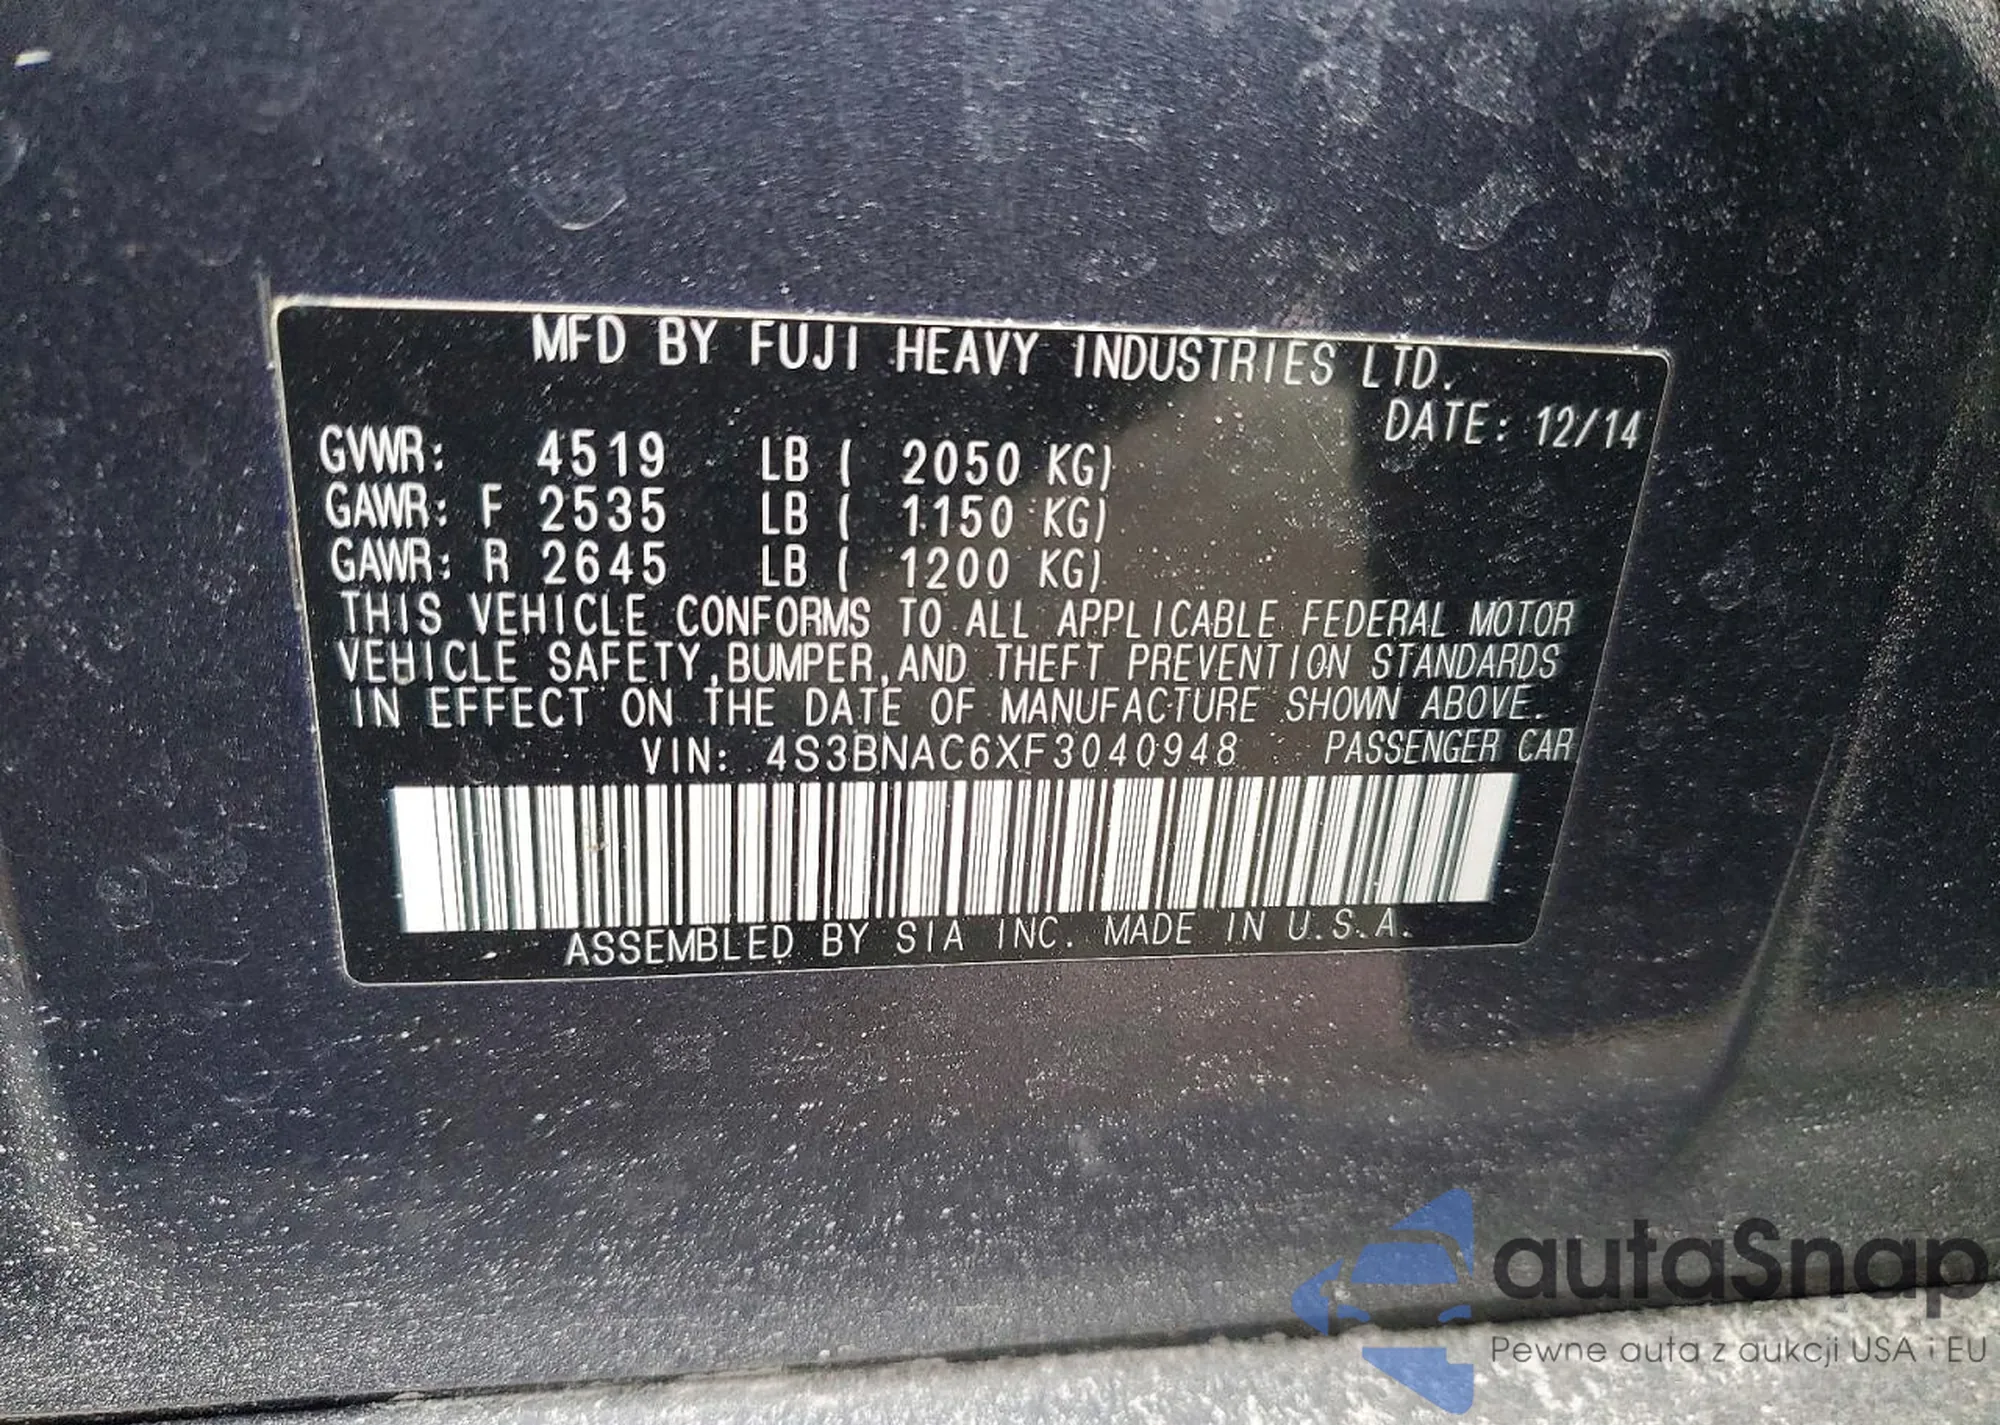 MFD BY FUJI HEAVY INDUSTRIES LTD.
DATE: 12/14
GVWR: 4519 LB ( 2050 KG)
GAWR: F 2535 LB ( 1150 KG)
GAWR: R 2645 LB ( 1200 KG)
THIS VEHICLE CONFORMS TO ALL APPLICABLE FEDERAL MOTOR
VEHICLE SAFETY,BUMPER,AND THEFT PREVENTION STANDARDS
IN EFFECT ON THE DATE OF MANUFACTURE SHOWN ABOVE.
VIN: 4S3BNAC6XF3040948 PASSENGER CAR
ASSEMBLED BY SIA INC. MADE IN U.S.A.
autaSnap
Pewne auta z aukcji USA i EU